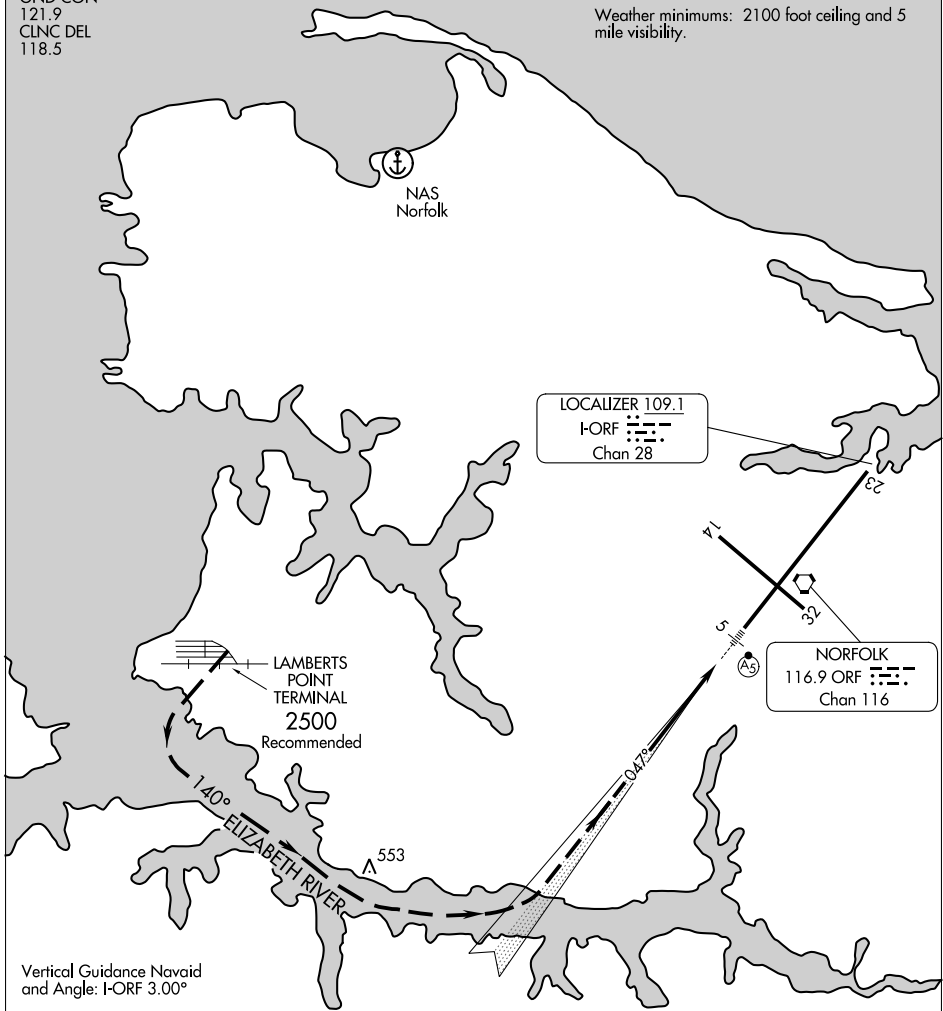 GND CON
121.9
CLNC DEL
118.5
Weather minimums: 2100 foot ceiling and 5
mile visibility.
NAS
Norfolk
LOCALIZER 109.1
I-ORF
Chan 28
23
14
32
5
A5
NORFOLK
116.9 ORF
Chan 116
LAMBERTS
POINT
TERMINAL
2500
Recommended
047°
140°
ELIZABETH RIVER
553
Vertical Guidance Navaid
and Angle: I-ORF 3.00°